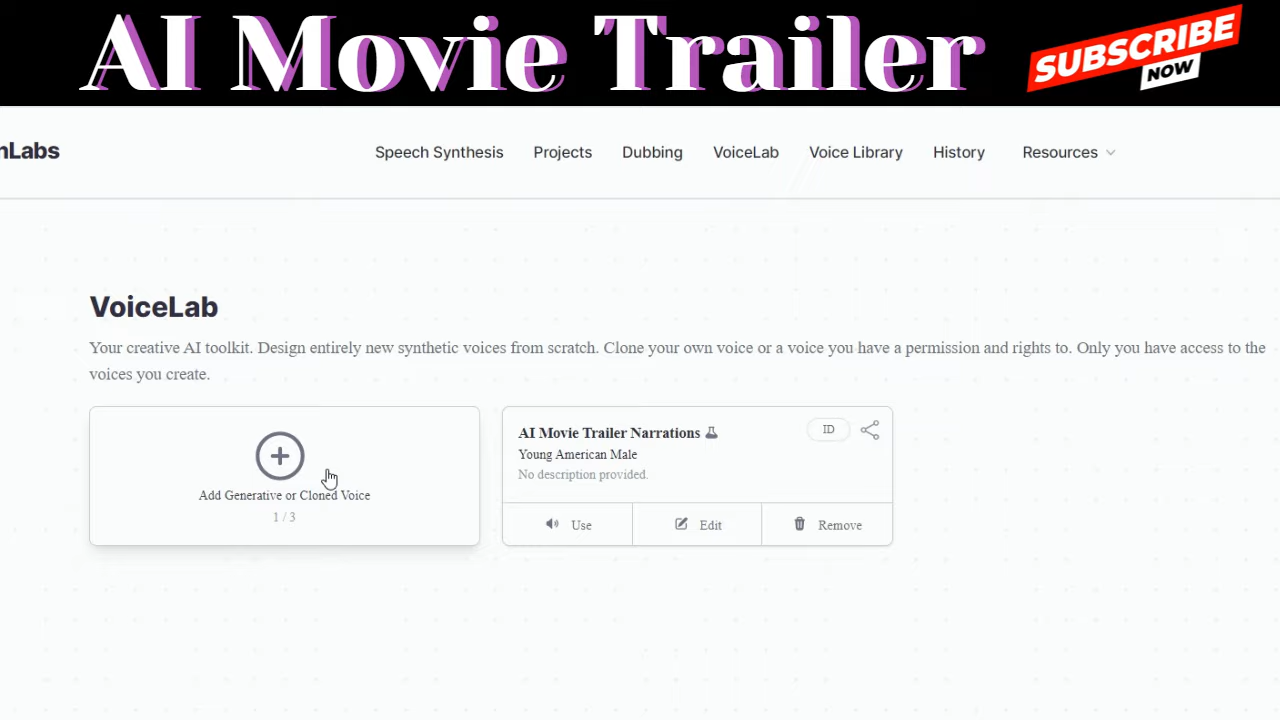 AI Movie Trailer
SUBSCRIBE
NOW
nLabs
Speech Synthesis Projects Dubbing VoiceLab Voice Library History Resources
VoiceLab
Your creative AI toolkit. Design entirely new synthetic voices from scratch. Clone your own voice or a voice you have a permission and rights to. Only you have access to the
voices you create.
Add Generative or Cloned Voice
1 / 3
AI Movie Trailer Narrations ID
Young American Male
No description provided.
Use Edit Remove